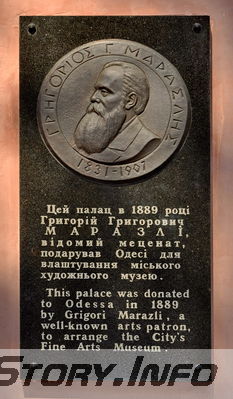 ΓΡΗΓΟΡΙΟΣ Γ ΜΑΡΑΣΛΗΣ
1831-1907
Цей палац в 1889 році
Григорій Григорович
МАРАЗЛІ,
відомий меценат,
подарував Одесі для
влаштування міського
художнього музею.
This palace was donated
to Odessa in 1889
by Grigori Marazli, a
well-known arts patron,
to arrange the City's
Fine Arts Museum.
Story.Info